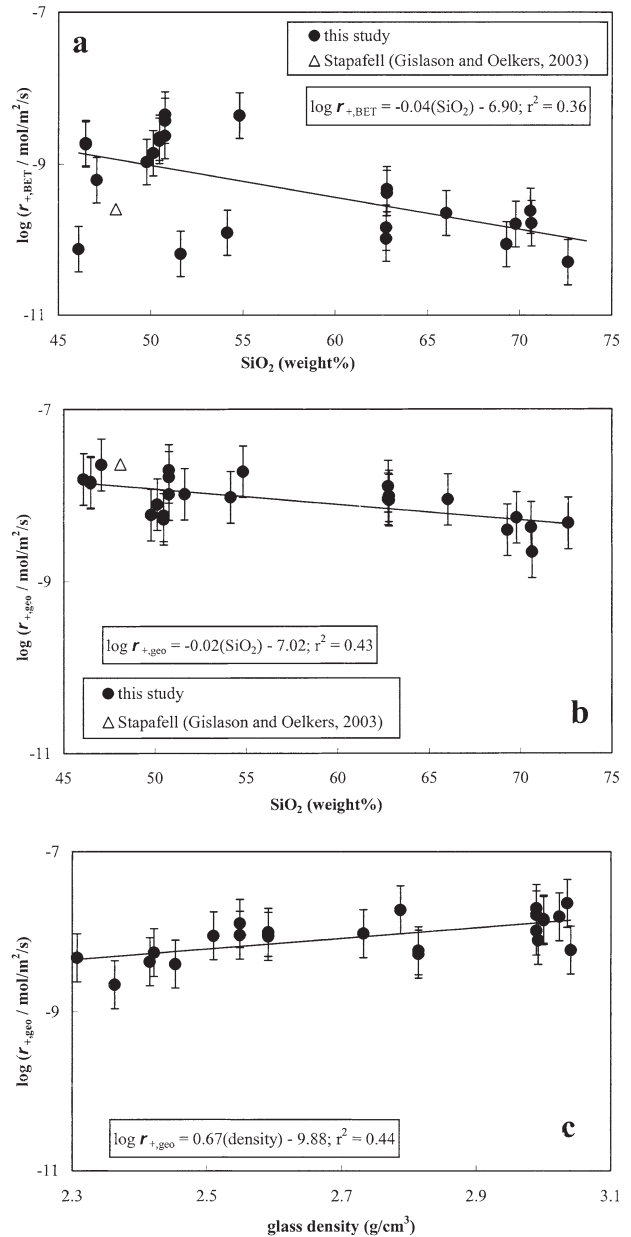 -7
a
this study
Stapafell (Gislason and Oelkers, 2003)
log r +,BET = -0.04(SiO2) - 6.90; r2 = 0.36
log (r+,BET / mol/m2/s)
-9
-11
45 50 55 60 65 70 75
SiO2 (weight%)
-7
log (r+,geo / mol/m2/s)
-9
log r +,geo = -0.02(SiO2) - 7.02; r2 = 0.43
this study
Stapafell (Gislason and Oelkers, 2003)
b
-11
45 50 55 60 65 70 75
SiO2 (weight%)
-7
log (r+,geo / mol/m2/s)
-9
log r +,geo = 0.67(density) - 9.88; r2 = 0.44
c
-11
2.3 2.5 2.7 2.9 3.1
glass density (g/cm3)